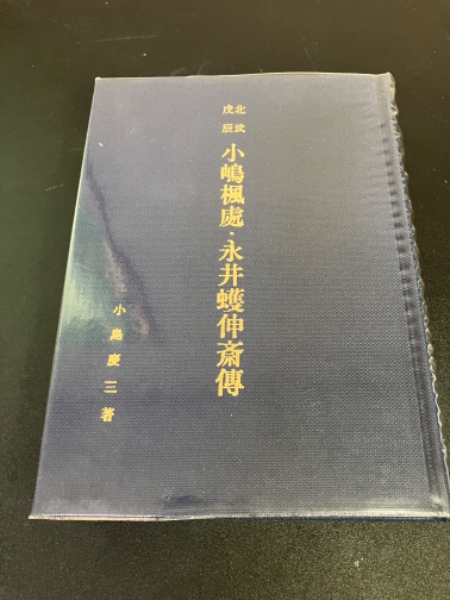 北武
戊辰
小嶋楓處・永井蠖伸斎傳
小島慶三著